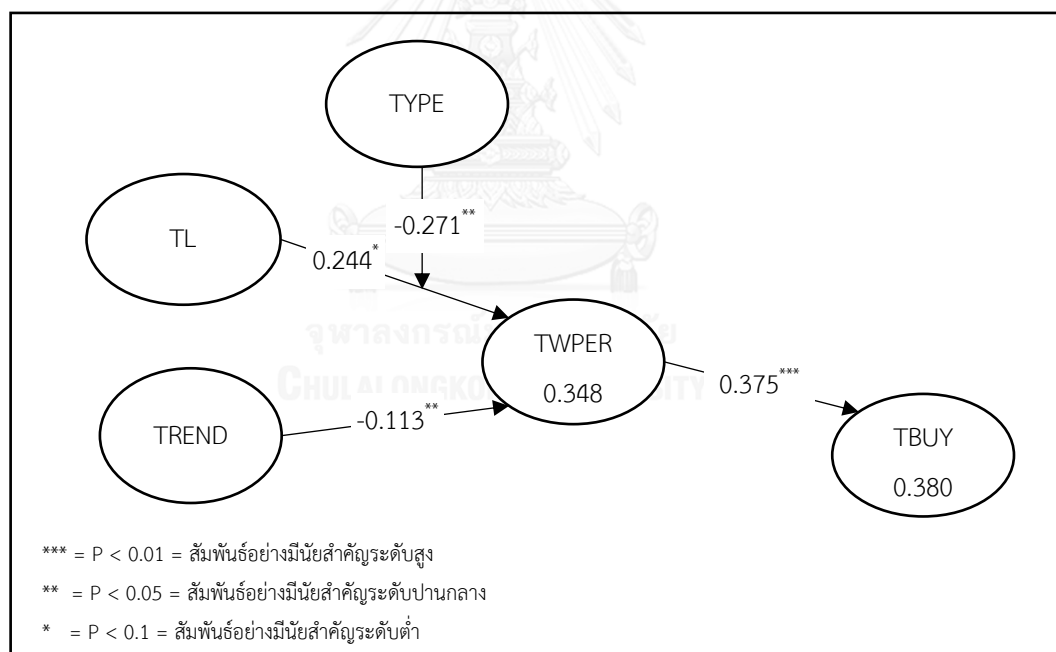 TYPE
TL
-0.271**
0.244*
TWPER
0.348
0.375***
TREND
-0.113**
TBUY
0.380
*** = P < 0.01 = สัมพันธ์อย่างมีนัยสำคัญระดับสูง
** = P < 0.05 = สัมพันธ์อย่างมีนัยสำคัญระดับปานกลาง
* = P < 0.1 = สัมพันธ์อย่างมีนัยสำคัญระดับต่ำ